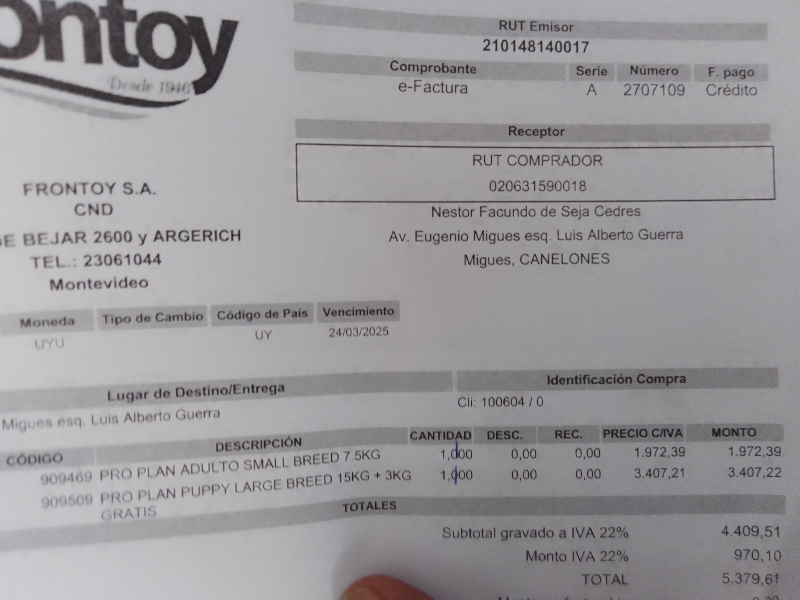 ontoy
Desde 1946
RUT Emisor
210148140017
Comprobante Serie Número F. pago
e-Factura A 2707109 Crédito
Receptor
RUT COMPRADOR
020631590018
Nestor Facundo de Seja Cedres
Av. Eugenio Migues esq. Luis Alberto Guerra
Migues, CANELONES
FRONTOY S.A.
CND
DE BEJAR 2600 y ARGERICH
TEL.: 23061044
Montevideo
Moneda Tipo de Cambio Código de País Vencimiento
UYU UY 24/03/2025
Lugar de Destino/Entrega Identificación Compra
Migues esq. Luis Alberto Guerra Cli: 100604 / 0
CÓDIGO DESCRIPCIÓN CANTIDAD DESC. REC. PRECIO C/IVA MONTO
909469 PRO PLAN ADULTO SMALL BREED 7.5KG 1,000 0,00 0,00 1.972,39 1.972,39
909509 PRO PLAN PUPPY LARGE BREED 15KG + 3KG 1,000 0,00 0,00 3.407,21 3.407,22
GRATIS
TOTALES
Subtotal gravado a IVA 22% 4.409,51
Monto IVA 22% 970,10
TOTAL 5.379,61